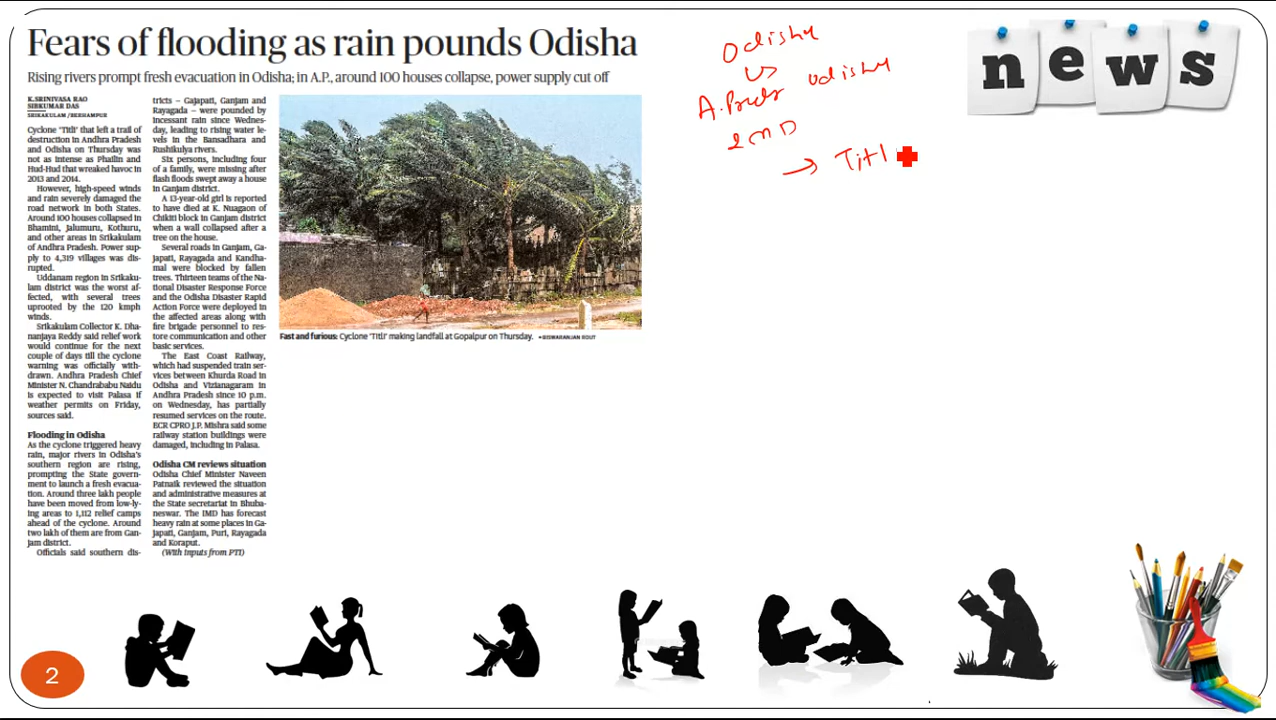 Fears of flooding as rain pounds Odisha
Rising rivers prompt fresh evacuation in Odisha; in A.P., around 100 houses collapse, power supply cut off
K.SRINIVASA RAO
SIBKUMAR DAS
SRIKAKULAM/BERHAMPUR
Cyclone 'Titli' that left a trail of
destruction in Andhra Pradesh
and Odisha on Thursday was
not as intense as Phailin and
Hud-Hud that wreaked havoc in
2013 and 2014.
However, high-speed winds
and rain severely damaged the
road network in both States.
Around 100 houses collapsed in
Bhamini, Jalumuru, Kothuru,
and other areas in Srikakulam
of Andhra Pradesh. Power sup-
ply to 4,319 villages was dis-
rupted.
Uddanam region in Srikaku-
lam district was the worst af-
fected, with several trees
uprooted by the 120 kmph
winds.
Srikakulam Collector K. Dha-
nanjaya Reddy said relief work
would continue for the next
couple of days till the cyclone
warning was officially with-
drawn. Andhra Pradesh Chief
Minister N. Chandrababu Naidu
is expected to visit Palasa if
weather permits on Friday,
sources said.
Flooding in Odisha
As the cyclone triggered heavy
rain, major rivers in Odisha's
southern region are rising,
prompting the State govern-
ment to launch a fresh evacua-
tion. Around three lakh people
have been moved from low-ly-
ing areas to 1,112 relief camps
ahead of the cyclone. Around
two lakh of them are from Gan-
jam district.
Officials said southern dis-
tricts – Gajapati, Ganjam and
Rayagada – were pounded by
incessant rain since Wednes-
day, leading to rising water le-
vels in the Bansadhara and
Rushikulya rivers.
Six persons, including four
of a family, were missing after
flash floods swept away a house
in Ganjam district.
A 13-year-old girl is reported
to have died at K. Nuagaon of
Chikiti block in Ganjam district
when a wall collapsed after a
tree on the house.
Several roads in Ganjam, Ga-
japati, Rayagada and Kandha-
mal were blocked by fallen
trees. Thirteen teams of the Na-
tional Disaster Response Force
and the Odisha Disaster Rapid
Action Force were deployed in
the affected areas along with
fire brigade personnel to res-
tore communication and other
basic services.
The East Coast Railway,
which had suspended train ser-
vices between Khurda Road in
Odisha and Vizianagaram in
Andhra Pradesh since 10 p.m.
on Wednesday, has partially
resumed services on the route.
ECR CPRO J.P. Mishra said some
railway station buildings were
damaged, including in Palasa.
Odisha CM reviews situation
Odisha Chief Minister Naveen
Patnaik reviewed the situation
and administrative measures at
the State secretariat in Bhuba-
neswar. The IMD has forecast
heavy rain at some places in Ga-
japati, Ganjam, Puri, Rayagada
and Koraput.
(With inputs from PTI)
Fast and furious: Cyclone 'Titli' making landfall at Gopalpur on Thursday. • BISWARANJAN ROUT
Odisha
A. Prads odisha
IMD
→ Titl
news
2